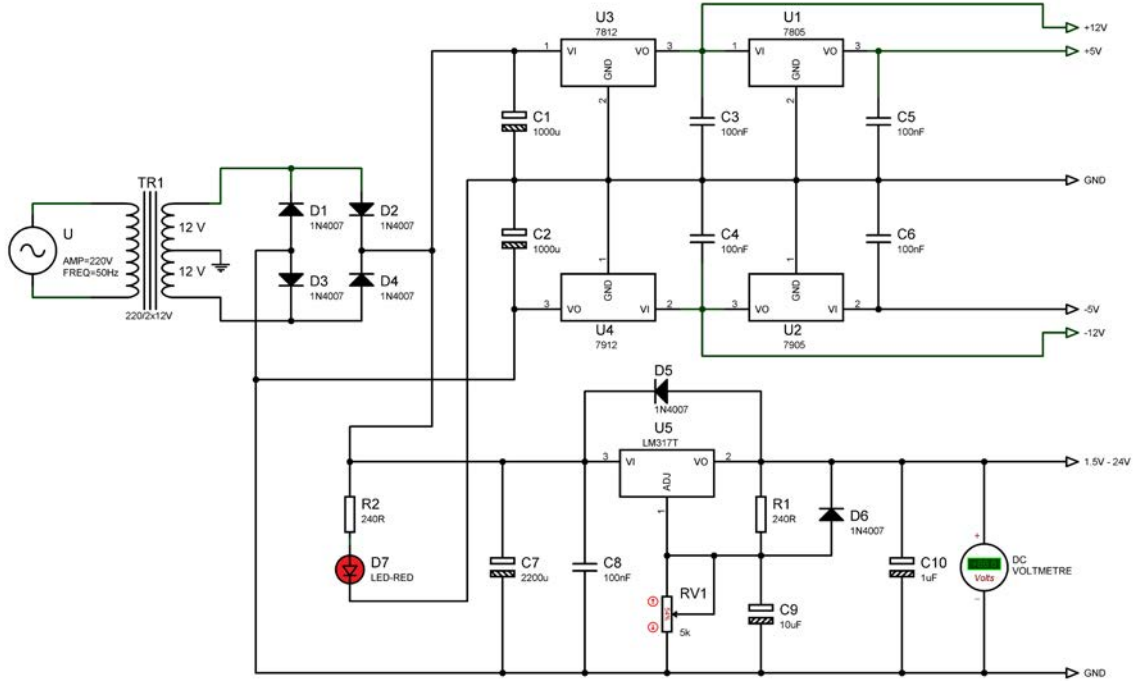 U3
7812
1 VI VO 3
GND
2
U1
7805
1 VI VO 3
GND
2
+12V
+5V
C1
1000u
C3
100nF
C5
100nF
GND
TR1
12 V
12 V
220/2x12V
U
AMP=220V
FREQ=50Hz
D1
1N4007
D2
1N4007
D3
1N4007
D4
1N4007
C2
1000u
C4
100nF
C6
100nF
1
GND
3 VO VI 2
U4
7912
1
GND
3 VO VI 2
U2
7905
-5V
-12V
D5
1N4007
U5
LM317T
3 VI VO 2
ADJ
1
1.5V - 24V
R2
240R
D7
LED-RED
C7
2200u
C8
100nF
R1
240R
D6
1N4007
RV1
5k
C9
10uF
C10
1uF
+
Volts
DC
VOLTMETRE
GND